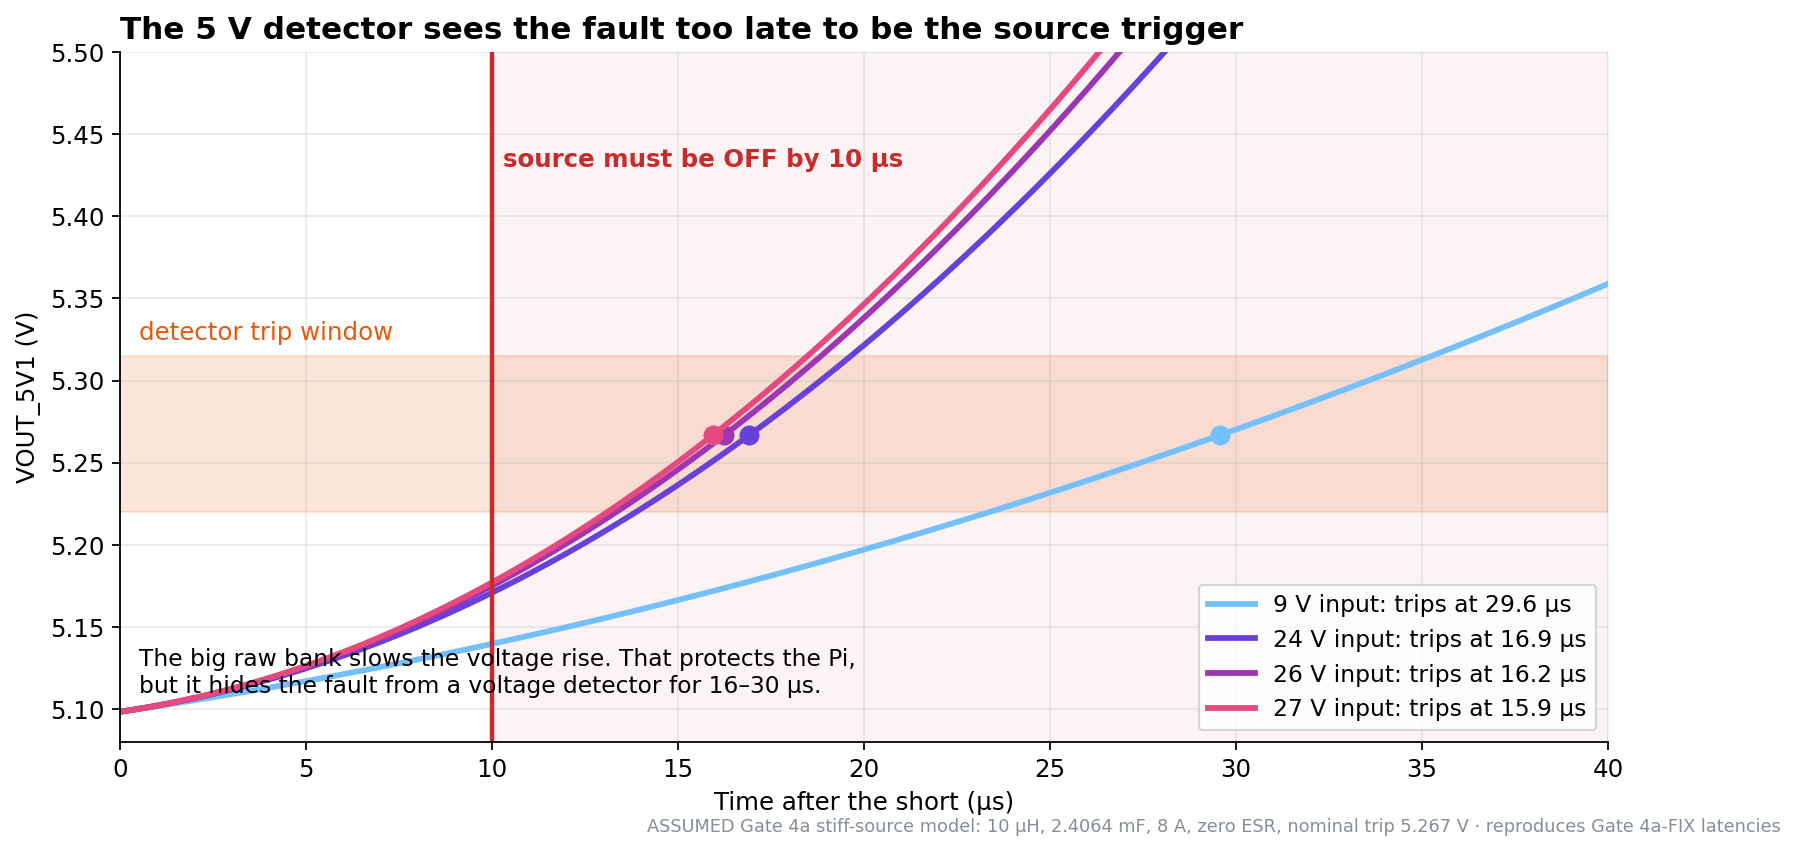 The 5 V detector sees the fault too late to be the source trigger
5.50
5.45
5.40
5.35
5.30
5.25
5.20
5.15
5.10
VOUT_5V1 (V)
source must be OFF by 10 µs
detector trip window
The big raw bank slows the voltage rise. That protects the Pi,
but it hides the fault from a voltage detector for 16–30 µs.
9 V input: trips at 29.6 µs
24 V input: trips at 16.9 µs
26 V input: trips at 16.2 µs
27 V input: trips at 15.9 µs
0 5 10 15 20 25 30 35 40
Time after the short (µs)
ASSUMED Gate 4a stiff-source model: 10 µH, 2.4064 mF, 8 A, zero ESR, nominal trip 5.267 V · reproduces Gate 4a-FIX latencies